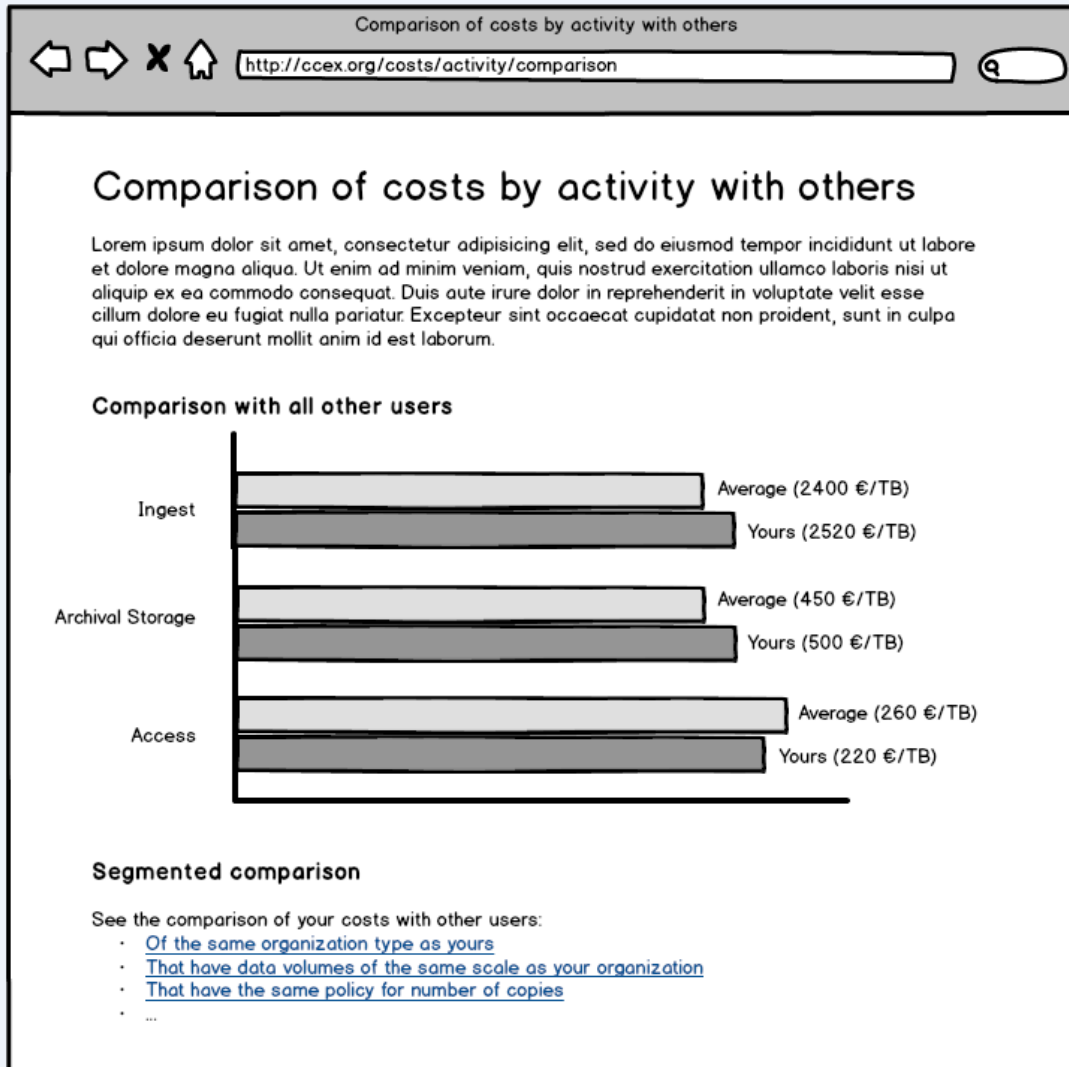 Comparison of costs by activity with others
http://ccex.org/costs/activity/comparison
Comparison of costs by activity with others
Lorem ipsum dolor sit amet, consectetur adipisicing elit, sed do eiusmod tempor incididunt ut labore
et dolore magna aliqua. Ut enim ad minim veniam, quis nostrud exercitation ullamco laboris nisi ut
aliquip ex ea commodo consequat. Duis aute irure dolor in reprehenderit in voluptate velit esse
cillum dolore eu fugiat nulla pariatur. Excepteur sint occaecat cupidatat non proident, sunt in culpa
qui officia deserunt mollit anim id est laborum.
Comparison with all other users
Ingest
Average (2400 €/TB)
Yours (2520 €/TB)
Archival Storage
Average (450 €/TB)
Yours (500 €/TB)
Access
Average (260 €/TB)
Yours (220 €/TB)
Segmented comparison
See the comparison of your costs with other users:
· Of the same organization type as yours
· That have data volumes of the same scale as your organization
· That have the same policy for number of copies
· ...